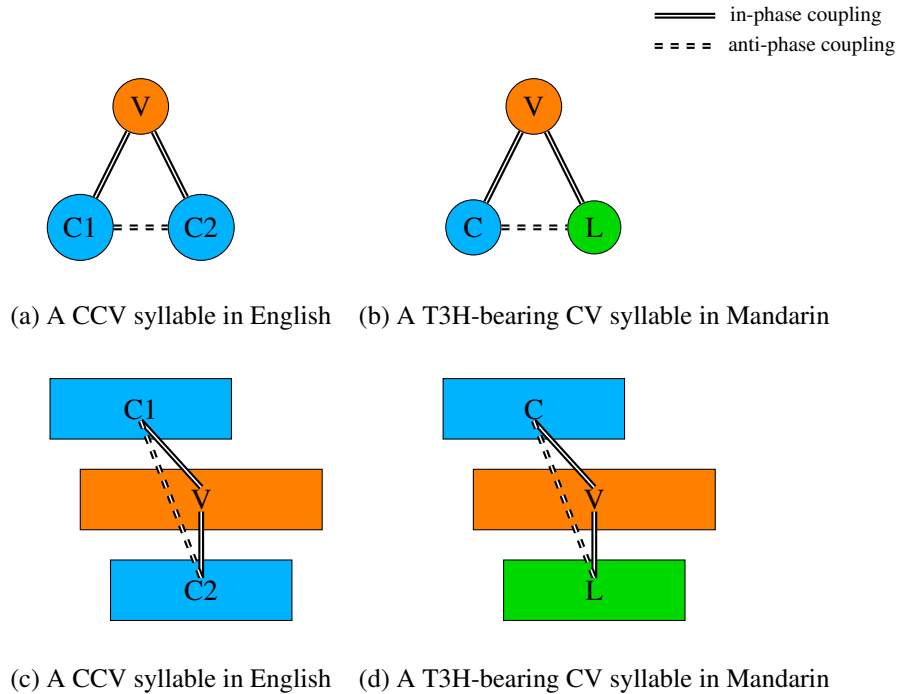 in-phase coupling
anti-phase coupling
V
V
C1
C2
C
L
(a) A CCV syllable in English
(b) A T3H-bearing CV syllable in Mandarin
C1
C
V
V
C2
L
(c) A CCV syllable in English
(d) A T3H-bearing CV syllable in Mandarin